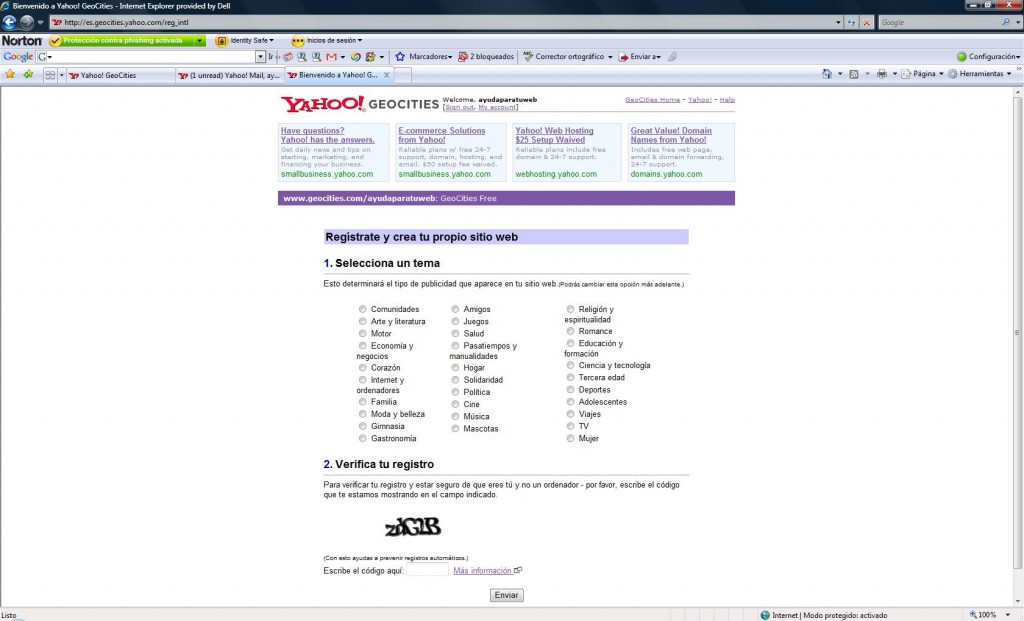 Bienvenido a Yahoo! GeoCities - Internet Explorer provided by Dell
http://es.geocities.yahoo.com/reg_intl
Google
Norton Protección contra phishing activada Identity Safe Inicios de sesión
Google G Ir Marcadores 2 bloqueados Corrector ortográfico Enviar a Configuración
Yahoo! GeoCities (1 unread) Yahoo! Mail, ay... Bienvenido a Yahoo! G... Página Herramientas
YAHOO! GEOCITIES Welcome, ayudaparatuweb
[Sign out, My account]
GeoCities Home - Yahoo! - Help
Have questions?
Yahoo! has the answers.
Get daily news and tips on
starting, marketing, and
financing your business.
smallbusiness.yahoo.com
E-commerce Solutions
from Yahoo!
Reliable plans w/ free 24-7
support, domain, hosting, and
email. $50 setup fee waived.
smallbusiness.yahoo.com
Yahoo! Web Hosting
$25 Setup Waived
Reliable plans include free
domain & 24-7 support.
webhosting.yahoo.com
Great Value! Domain
Names from Yahoo!
Includes free web page,
email & domain forwarding,
24-7 support.
domains.yahoo.com
www.geocities.com/ayudaparatuweb: GeoCities Free
Regístrate y crea tu propio sitio web
1. Selecciona un tema
Esto determinará el tipo de publicidad que aparece en tu sitio web.(Podrás cambiar esta opción más adelante.)
Comunidades
Arte y literatura
Motor
Economía y
negocios
Corazón
Internet y
ordenadores
Familia
Moda y belleza
Gimnasia
Gastronomía
Amigos
Juegos
Salud
Pasatiempos y
manualidades
Hogar
Solidaridad
Política
Cine
Música
Mascotas
Religión y
espiritualidad
Romance
Educación y
formación
Ciencia y tecnología
Tercera edad
Deportes
Adolescentes
Viajes
TV
Mujer
2. Verifica tu registro
Para verificar tu registro y estar seguro de que eres tú y no un ordenador - por favor, escribe el código
que te estamos mostrando en el campo indicado.
(Con esto ayudas a prevenir registros automáticos.)
Escribe el código aquí: Más información
Enviar
Listo Internet | Modo protegido: activado 100%